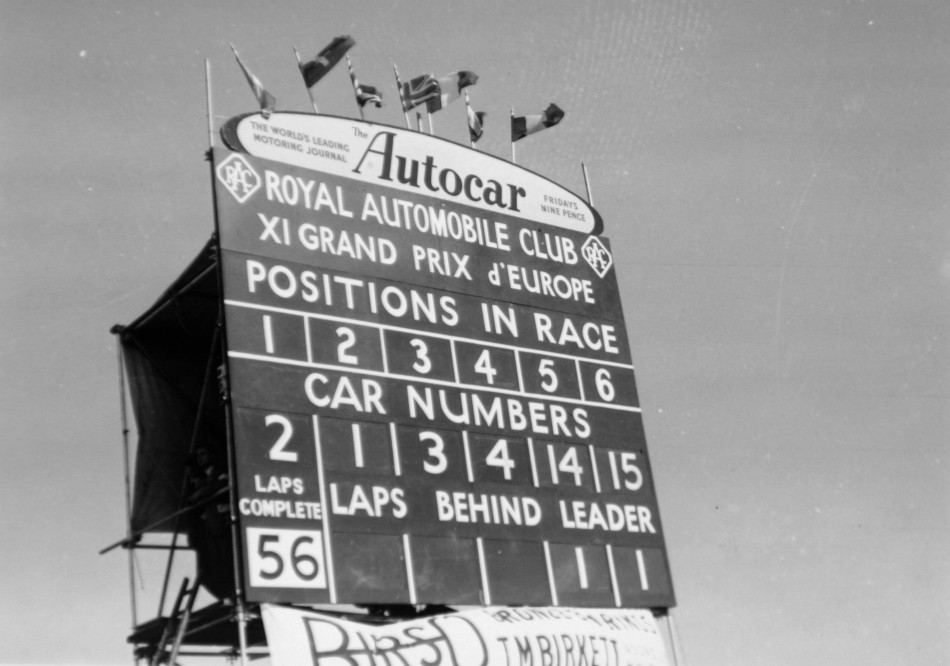 THE WORLD'S LEADING
MOTORING JOURNAL
The
Autocar
FRIDAYS
NINE PENCE
RAC
ROYAL AUTOMOBILE CLUB
RAC
XI GRAND PRIX d'EUROPE
POSITIONS IN RACE
1 2 3 4 5 6
CAR NUMBERS
2 1 3 4 14 15
LAPS
COMPLETE
LAPS BEHIND LEADER
56 1 1
T.M BIRKETT